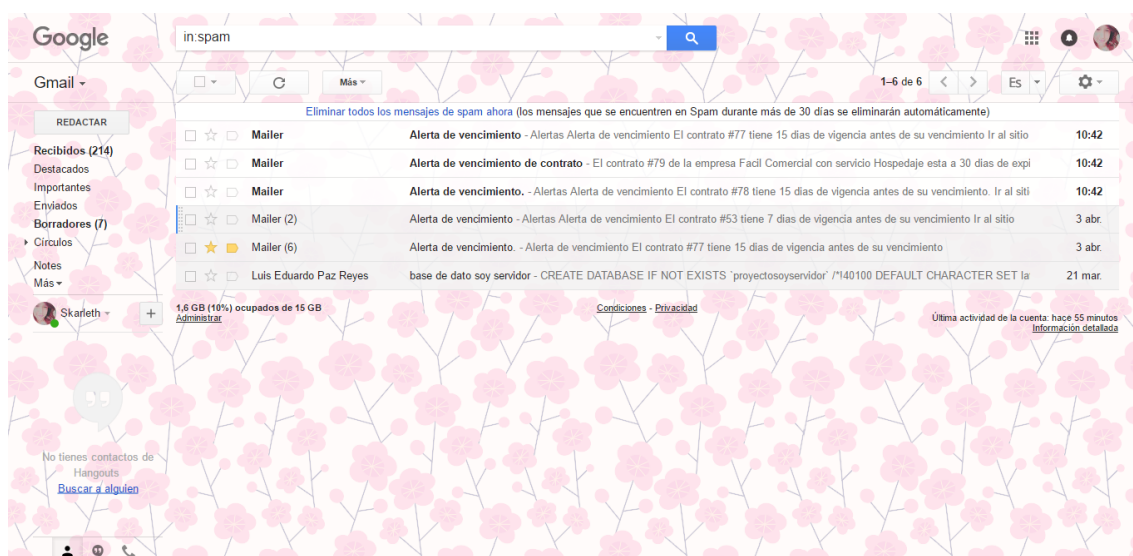 Google
in:spam
Gmail
Más
1–6 de 6
Es
REDACTAR
Recibidos (214)
Destacados
Importantes
Enviados
Borradores (7)
Círculos
Notes
Más
Skarleth
Eliminar todos los mensajes de spam ahora (los mensajes que se encuentren en Spam durante más de 30 días se eliminarán automáticamente)
Mailer Alerta de vencimiento - Alertas Alerta de vencimiento El contrato #77 tiene 15 dias de vigencia antes de su vencimiento Ir al sitio 10:42
Mailer Alerta de vencimiento de contrato - El contrato #79 de la empresa Facil Comercial con servicio Hospedaje esta a 30 dias de expi 10:42
Mailer Alerta de vencimiento. - Alertas Alerta de vencimiento El contrato #78 tiene 15 dias de vigencia antes de su vencimiento. Ir al siti 10:42
Mailer (2) Alerta de vencimiento - Alertas Alerta de vencimiento El contrato #53 tiene 7 dias de vigencia antes de su vencimiento Ir al sitio 3 abr.
Mailer (6) Alerta de vencimiento. - Alerta de vencimiento El contrato #77 tiene 15 dias de vigencia antes de su vencimiento 3 abr.
Luis Eduardo Paz Reyes base de dato soy servidor - CREATE DATABASE IF NOT EXISTS `proyectosoyservidor` /*!40100 DEFAULT CHARACTER SET la 21 mar.
1,6 GB (10%) ocupados de 15 GB
Administrar
Condiciones - Privacidad
Última actividad de la cuenta: hace 55 minutos
Información detallada
No tienes contactos de
Hangouts
Buscar a alguien